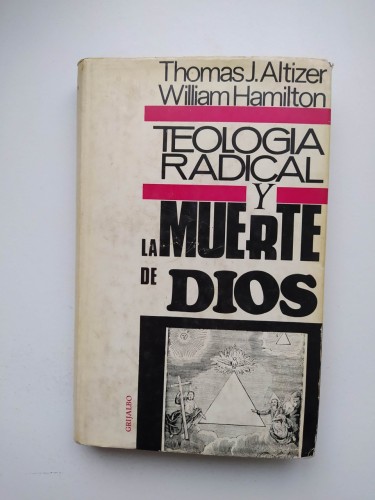 Thomas J. Altizer
William Hamilton
TEOLOGIA
RADICAL
Y
LA MUERTE
DE DIOS
GRIJALBO